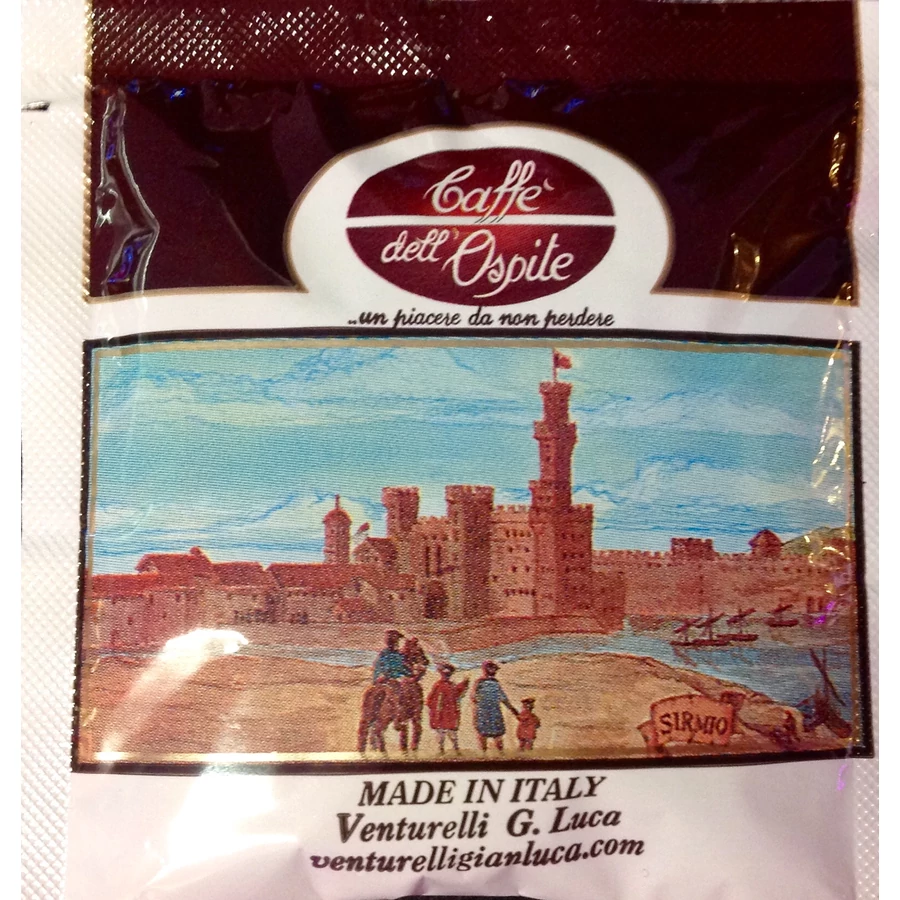 Caffè
dell'Ospite
..un piacere da non perdere
SIRMIO
MADE IN ITALY
Venturelli G. Luca
venturelligianluca.com